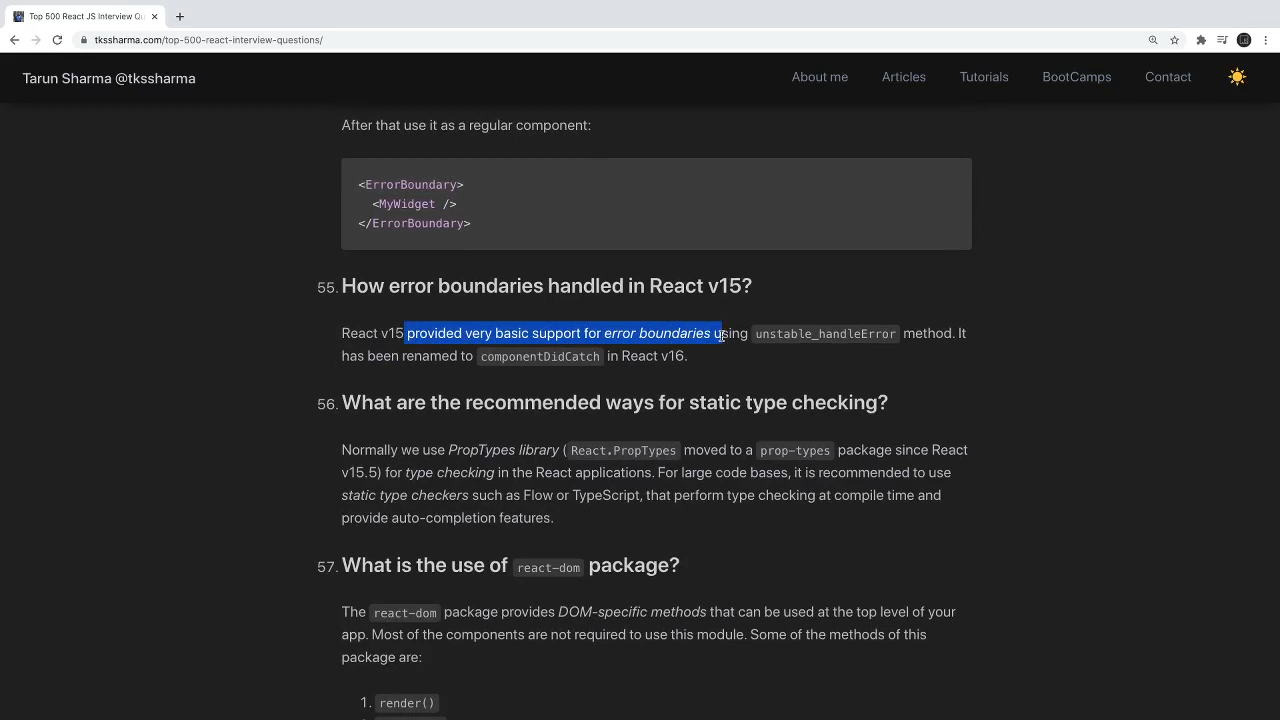 Top 500 React JS Interview Qu
tkssharma.com/top-500-react-interview-questions/
Tarun Sharma @tkssharma
About me
Articles
Tutorials
BootCamps
Contact
After that use it as a regular component:
<ErrorBoundary>
<MyWidget />
</ErrorBoundary>
55. How error boundaries handled in React v15?
React v15 provided very basic support for error boundaries using unstable_handleError method. It
has been renamed to componentDidCatch in React v16.
56. What are the recommended ways for static type checking?
Normally we use PropTypes library (React.PropTypes moved to a prop-types package since React
v15.5) for type checking in the React applications. For large code bases, it is recommended to use
static type checkers such as Flow or TypeScript, that perform type checking at compile time and
provide auto-completion features.
57. What is the use of react-dom package?
The react-dom package provides DOM-specific methods that can be used at the top level of your
app. Most of the components are not required to use this module. Some of the methods of this
package are:
1. render()